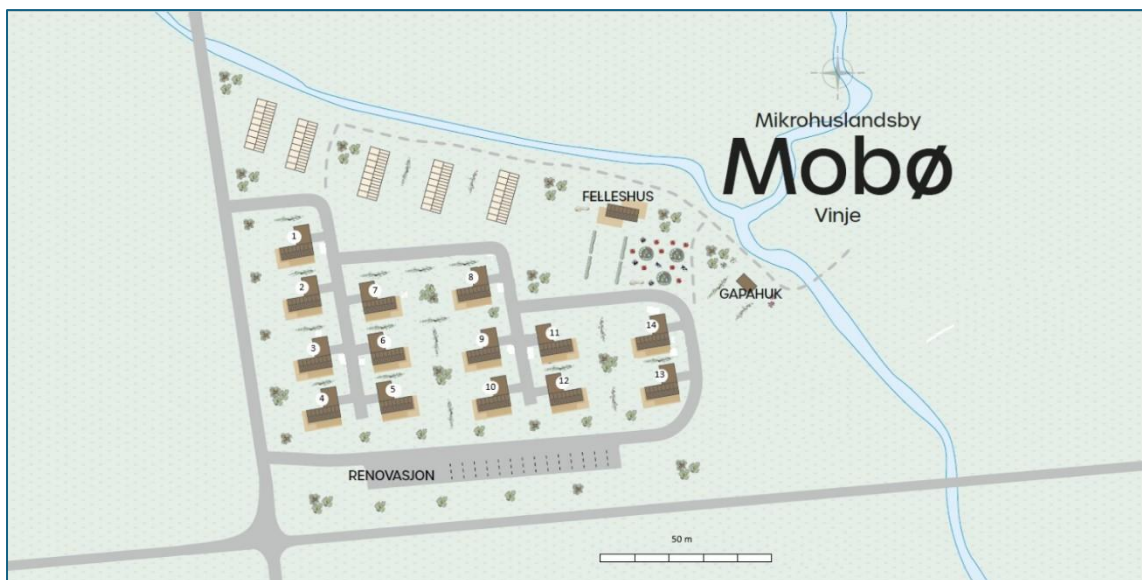 Mikrohuslandsby
Mobø
Vinje
FELLESHUS
GAPAHUK
1
2
3
4
5
6
7
8
9
10
11
12
13
14
RENOVASJON
50 m